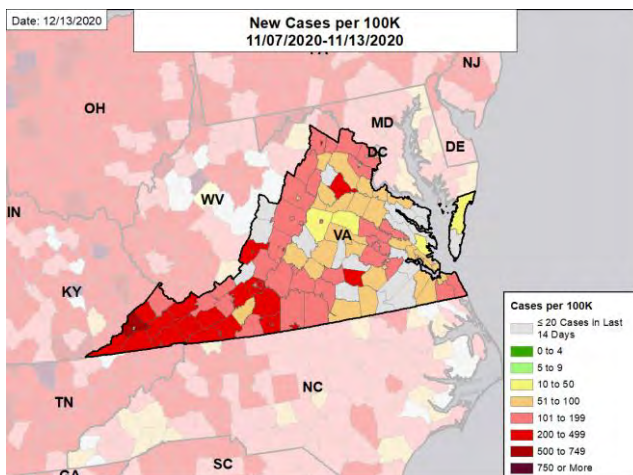 Date: 12/13/2020
New Cases per 100K
11/07/2020-11/13/2020
NJ
OH
MD
DC
DE
WV
IN
VA
KY
Cases per 100K
≤ 20 Cases in Last
14 Days
0 to 4
5 to 9
10 to 50
51 to 100
101 to 199
200 to 499
500 to 749
750 or More
TN
NC
SC